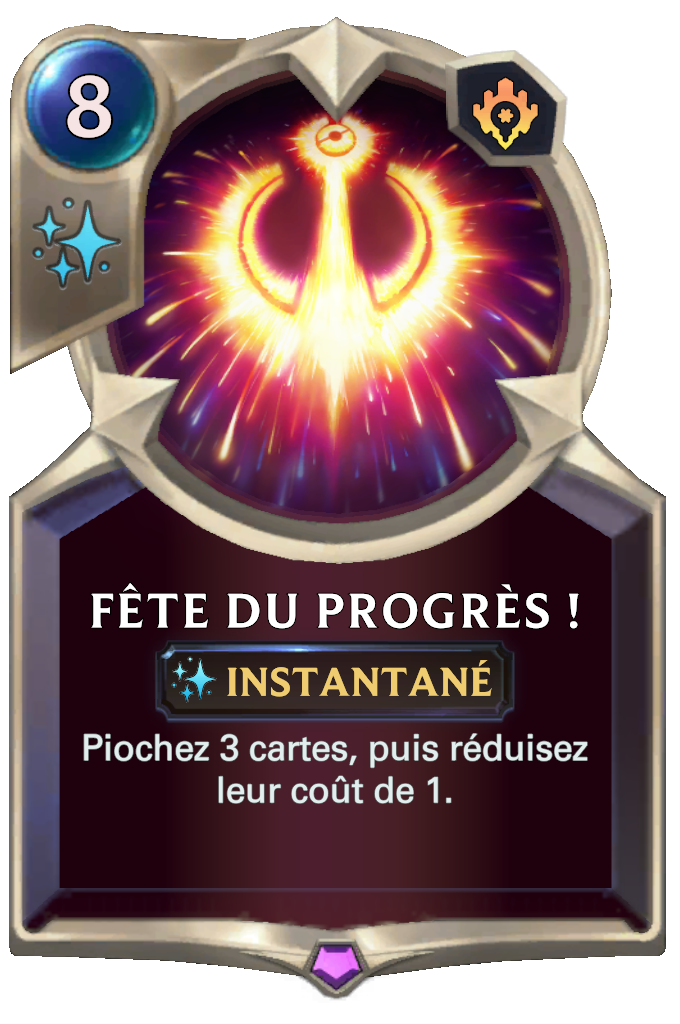 8
FÊTE DU PROGRÈS !
INSTANTANÉ
Piochez 3 cartes, puis réduisez
leur coût de 1.